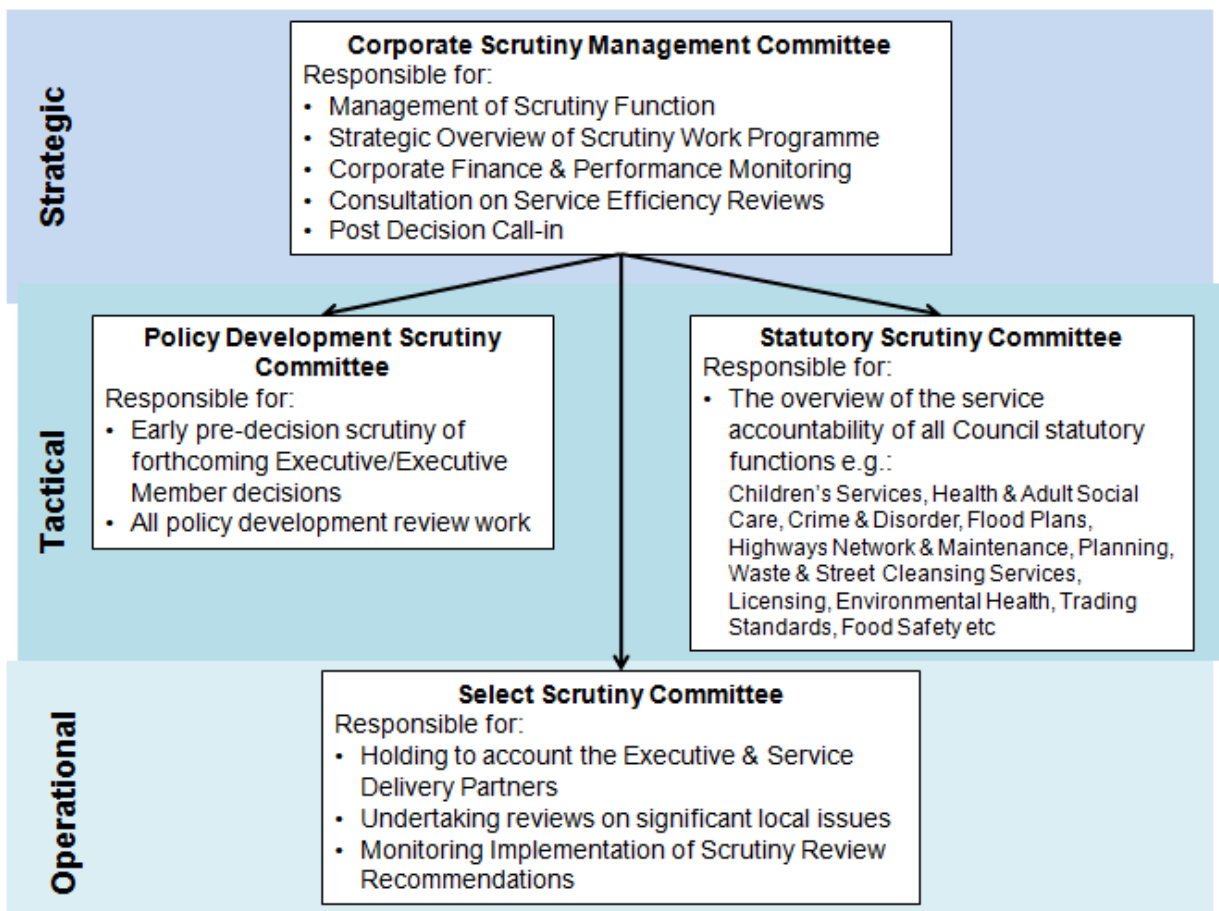 Strategic
Corporate Scrutiny Management Committee
Responsible for:
• Management of Scrutiny Function
• Strategic Overview of Scrutiny Work Programme
• Corporate Finance & Performance Monitoring
• Consultation on Service Efficiency Reviews
• Post Decision Call-in
Tactical
Policy Development Scrutiny
Committee
Responsible for:
• Early pre-decision scrutiny of
forthcoming Executive/Executive
Member decisions
• All policy development review work
Statutory Scrutiny Committee
Responsible for:
• The overview of the service
accountability of all Council statutory
functions e.g.:
Children's Services, Health & Adult Social
Care, Crime & Disorder, Flood Plans,
Highways Network & Maintenance, Planning,
Waste & Street Cleansing Services,
Licensing, Environmental Health, Trading
Standards, Food Safety etc
Operational
Select Scrutiny Committee
Responsible for:
• Holding to account the Executive & Service
Delivery Partners
• Undertaking reviews on significant local issues
• Monitoring Implementation of Scrutiny Review
Recommendations